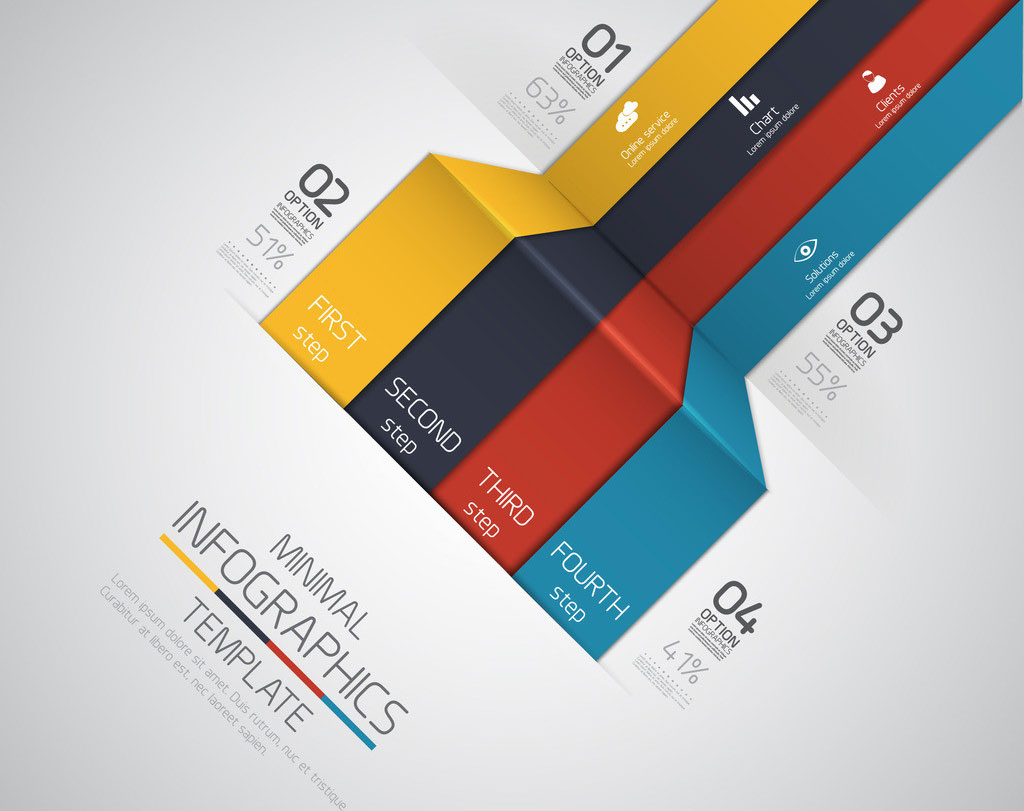 01
OPTION
INFOGRAPHICS
63%
02
OPTION
INFOGRAPHICS
51%
Online service
Lorem ipsum dolore
Chart
Lorem ipsum dolore
Clients
Lorem ipsum dolore
Solutions
Lorem ipsum dolore
03
OPTION
INFOGRAPHICS
55%
FIRST
step
SECOND
step
THIRD
step
FOURTH
step
04
OPTION
INFOGRAPHICS
41%
MINIMAL
INFOGRAPHICS
TEMPLATE
Lorem ipsum dolore sit amet. Duis rutrum, nuc et tristique
Curabitur at libero est, nec laoreet sapien.